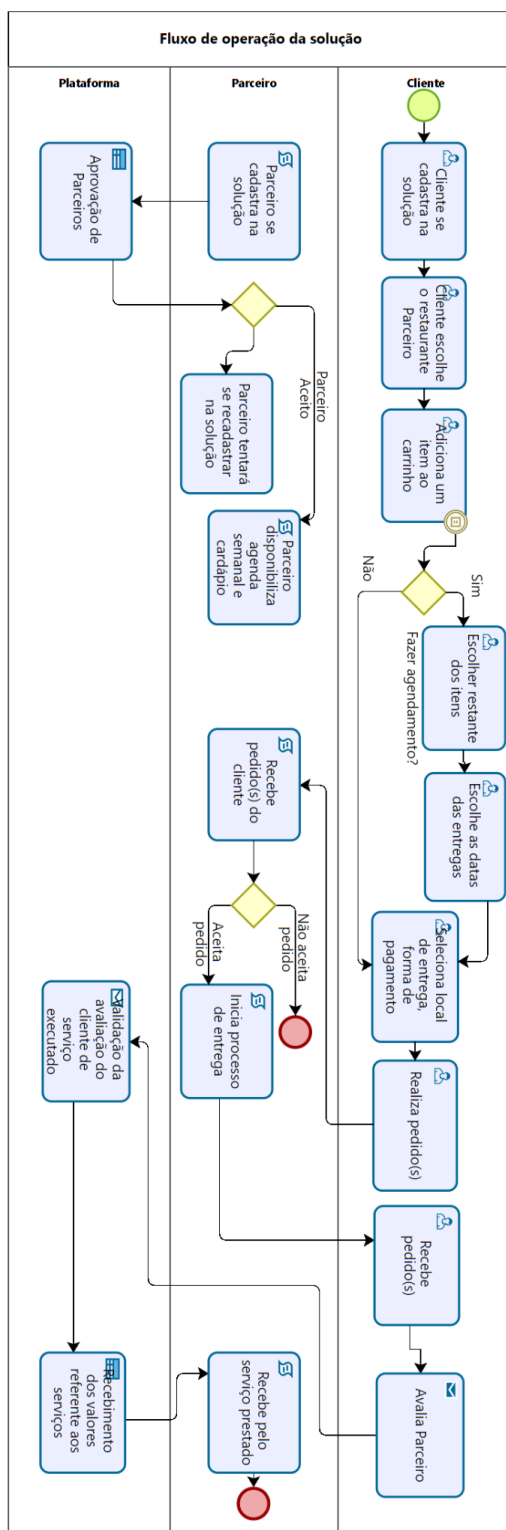 Fluxo de operação da solução
Cliente
Cliente se
cadastra na
solução
Cliente escolhe
o restaurante
Parceiro
Adiciona um
item ao
carrinho
Fazer agendamento?
Sim
Não
Escolher restante
dos itens
Escolhe as datas
das entregas
Seleciona local
de entrega,
forma de
pagamento
Realiza pedido(s)
Recebe
pedido(s)
Avalia Parceiro
Parceiro
Parceiro se
cadastra na
solução
Parceiro
Aceito
Parceiro tentará
se recadastrar
na solução
Parceiro
disponibiliza
agenda
semanal e
cardápio
Recebe
pedido(s) do
cliente
Não aceita
pedido
Aceita
pedido
Inicia processo
de entrega
Recebe pelo
serviço prestado
Plataforma
Aprovação de
Parceiros
Validação da
avaliação do
cliente de
serviço
executado
Recebimento
dos valores
referente aos
serviços